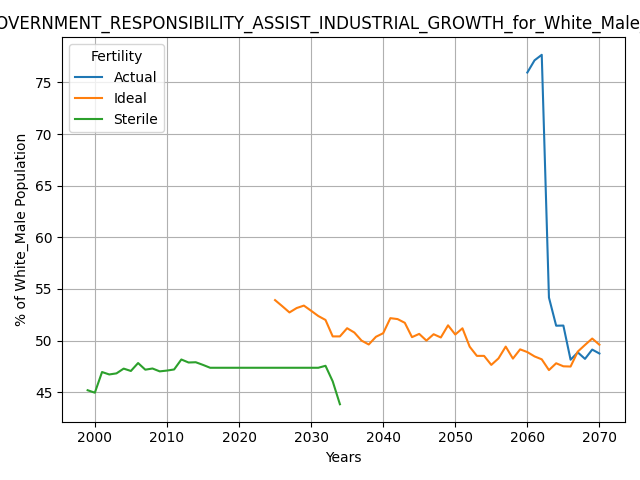 OVERNMENT_RESPONSIBILITY_ASSIST_INDUSTRIAL_GROWTH_for_White_Male
Fertility
Actual
Ideal
Sterile
% of White_Male Population
75
70
65
60
55
50
45
2000 2010 2020 2030 2040 2050 2060 2070
Years